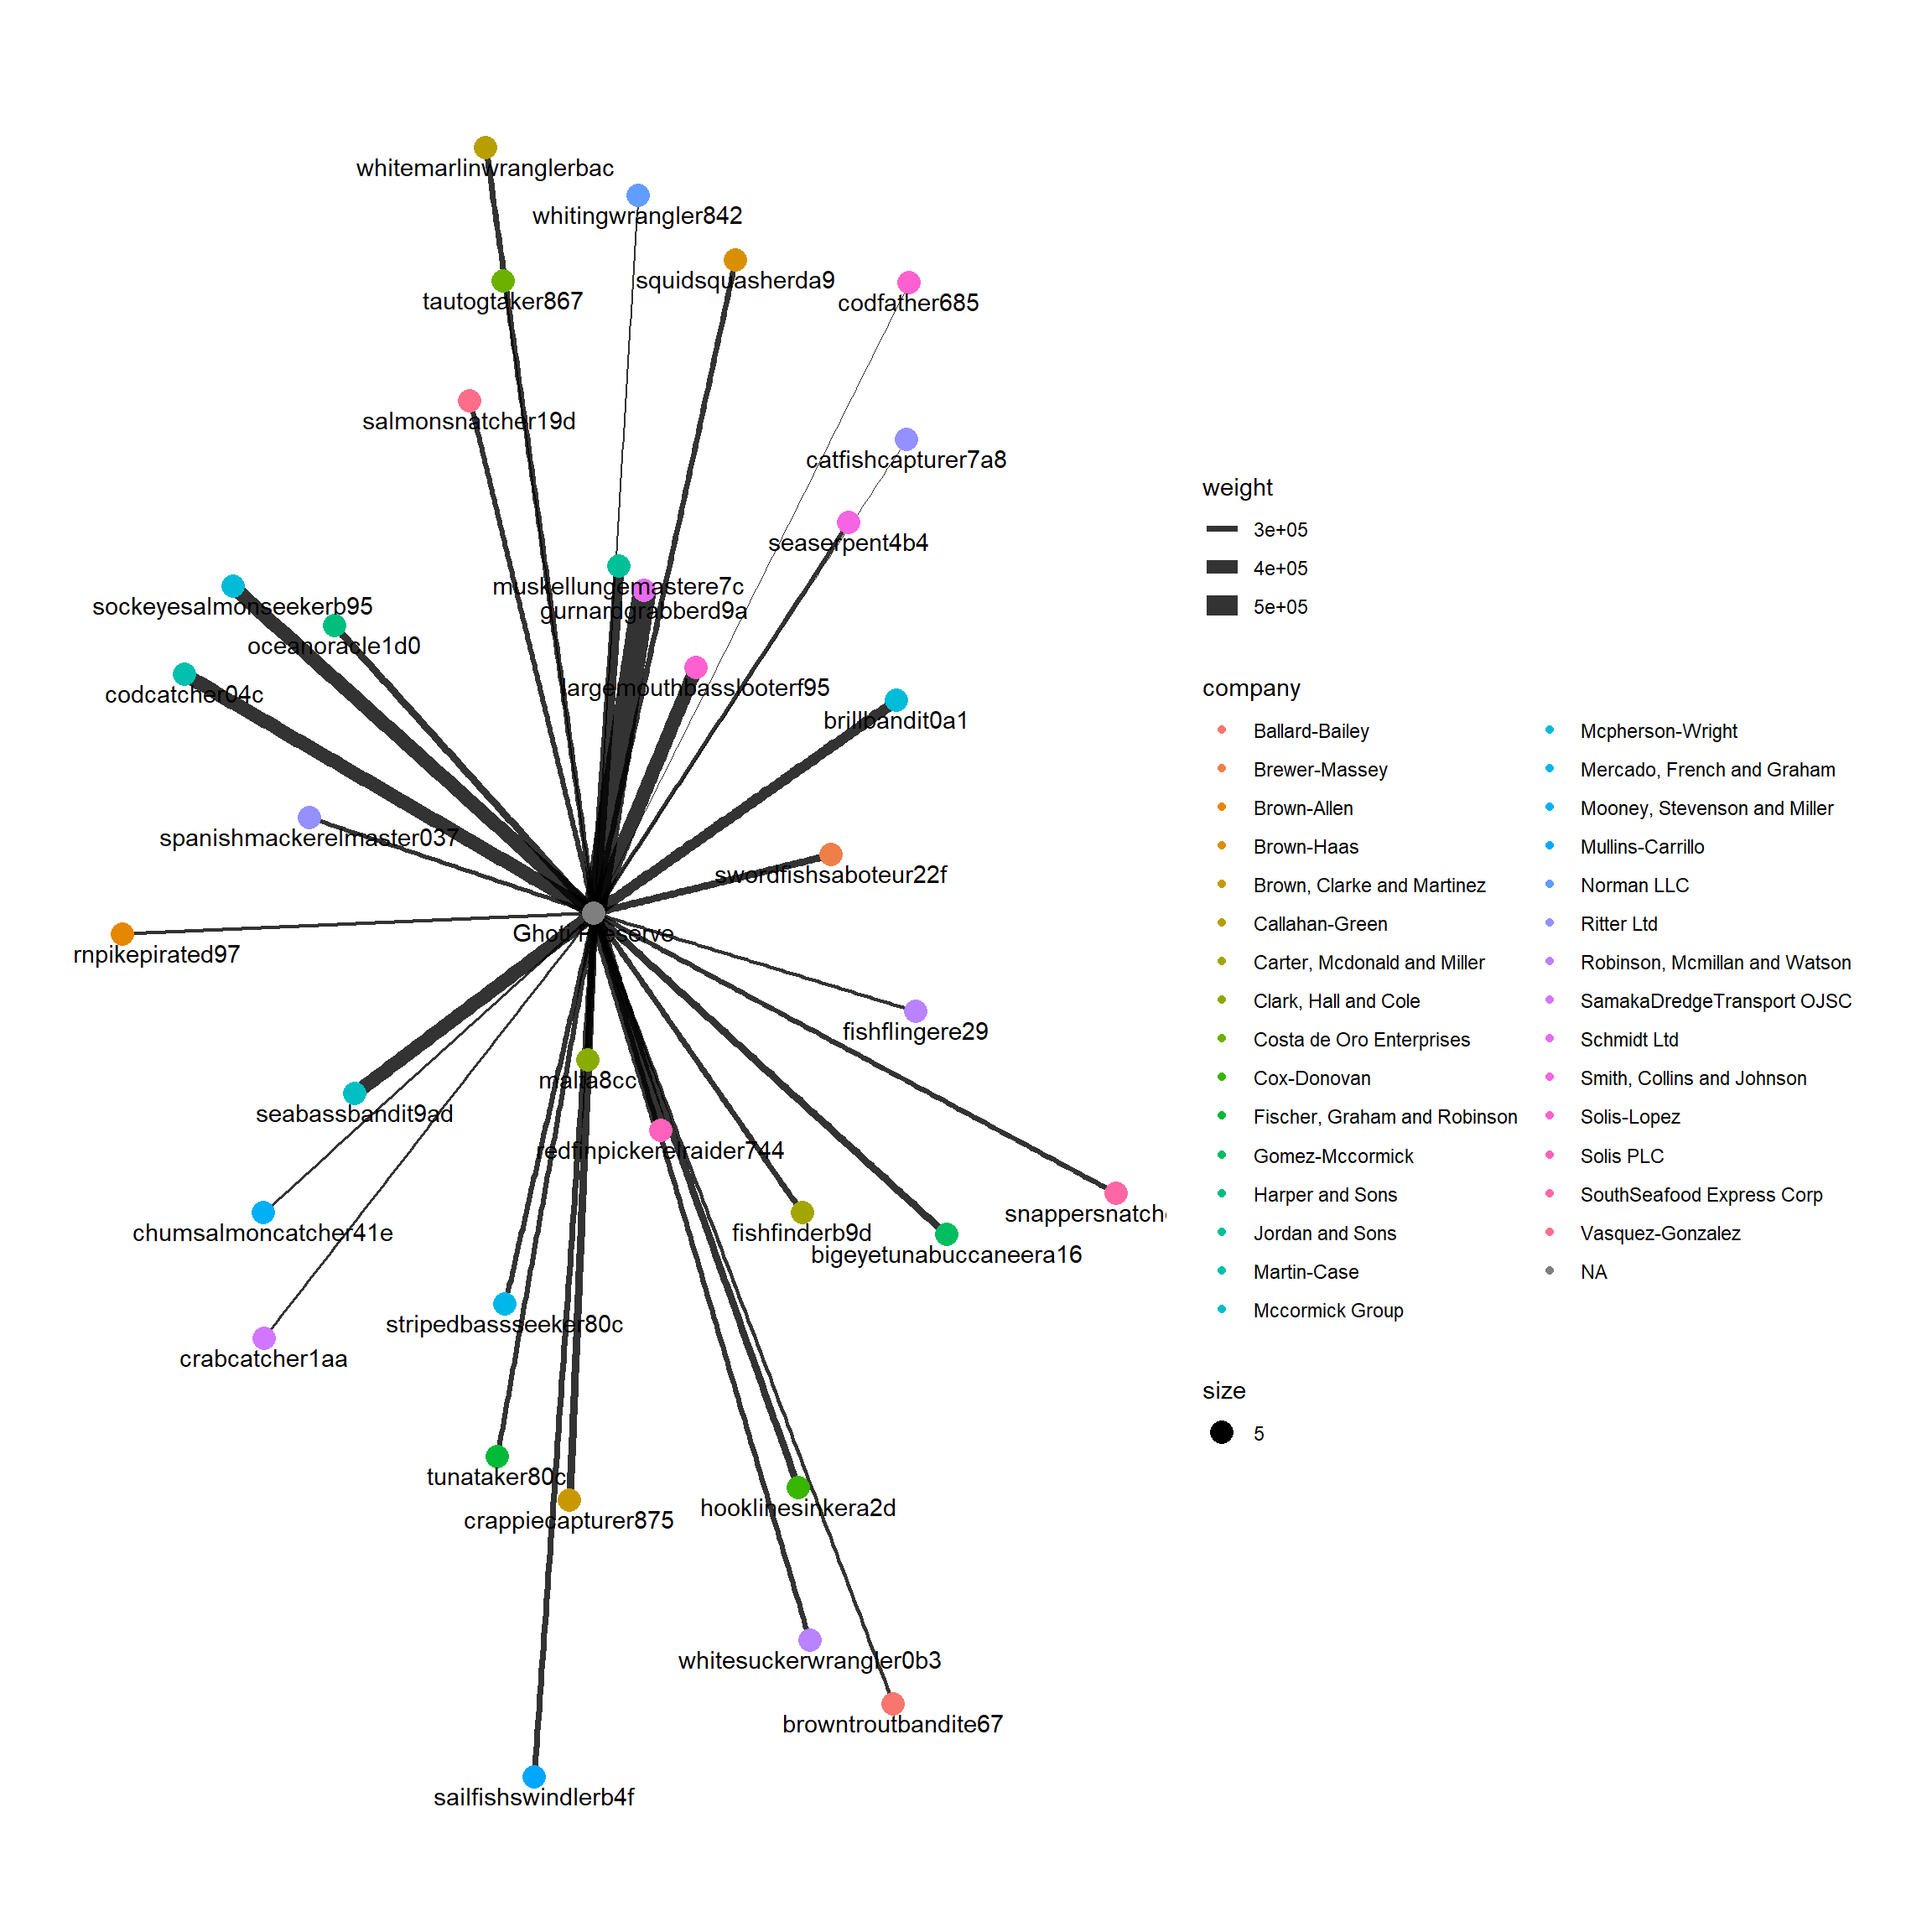 whitemarlinwranglerbac
whitingwrangler842
squidsquasherda9
tautogtaker867
codfather685
salmonsnatcher19d
catfishcapturer7a8
seaserpent4b4
muskellungemastere7c
sockeyesalmonseekerb95
gurnardgrabberd9a
oceanoracle1d0
largemouthbasslooterf95
codcatcher04c
brillbandit0a1
spanishmackerelmaster037
swordfishsaboteur22f
Ghoti Preserve
rnpikepirated97
fishflingere29
malta8cc
seabassbandit9ad
redfinpickerelraider744
snappersnatch
chumsalmoncatcher41e
fishfinderb9d
bigeyetunabuccaneera16
stripedbassseeker80c
crabcatcher1aa
tunataker80c
hooklinesinkera2d
crappiecapturer875
whitesuckerwrangler0b3
browntroutbandite67
sailfishswindlerb4f
weight
3e+05
4e+05
5e+05
company
Ballard-Bailey
Brewer-Massey
Brown-Allen
Brown-Haas
Brown, Clarke and Martinez
Callahan-Green
Carter, Mcdonald and Miller
Clark, Hall and Cole
Costa de Oro Enterprises
Cox-Donovan
Fischer, Graham and Robinson
Gomez-Mccormick
Harper and Sons
Jordan and Sons
Martin-Case
Mccormick Group
Mcpherson-Wright
Mercado, French and Graham
Mooney, Stevenson and Miller
Mullins-Carrillo
Norman LLC
Ritter Ltd
Robinson, Mcmillan and Watson
SamakaDredgeTransport OJSC
Schmidt Ltd
Smith, Collins and Johnson
Solis-Lopez
Solis PLC
SouthSeafood Express Corp
Vasquez-Gonzalez
NA
size
5